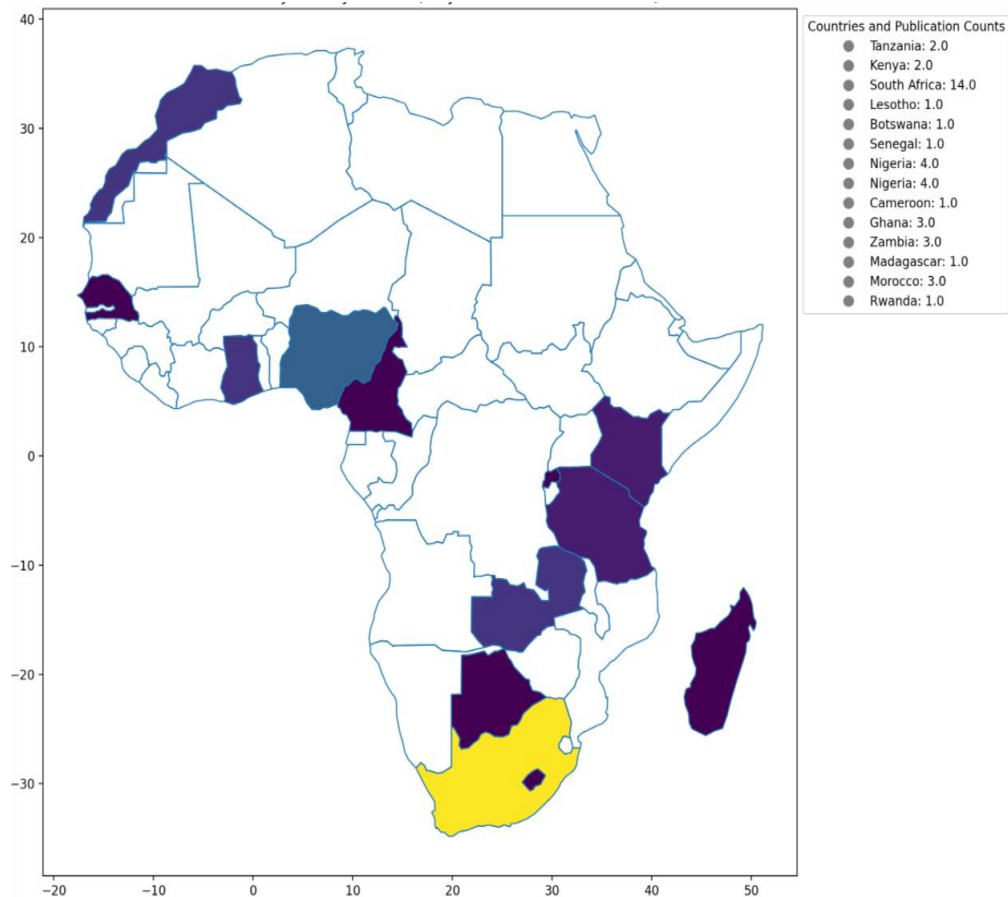 Countries and Publication Counts
Tanzania: 2.0
Kenya: 2.0
South Africa: 14.0
Lesotho: 1.0
Botswana: 1.0
Senegal: 1.0
Nigeria: 4.0
Nigeria: 4.0
Cameroon: 1.0
Ghana: 3.0
Zambia: 3.0
Madagascar: 1.0
Morocco: 3.0
Rwanda: 1.0
40
30
20
10
0
−10
−20
−30
−20 −10 0 10 20 30 40 50